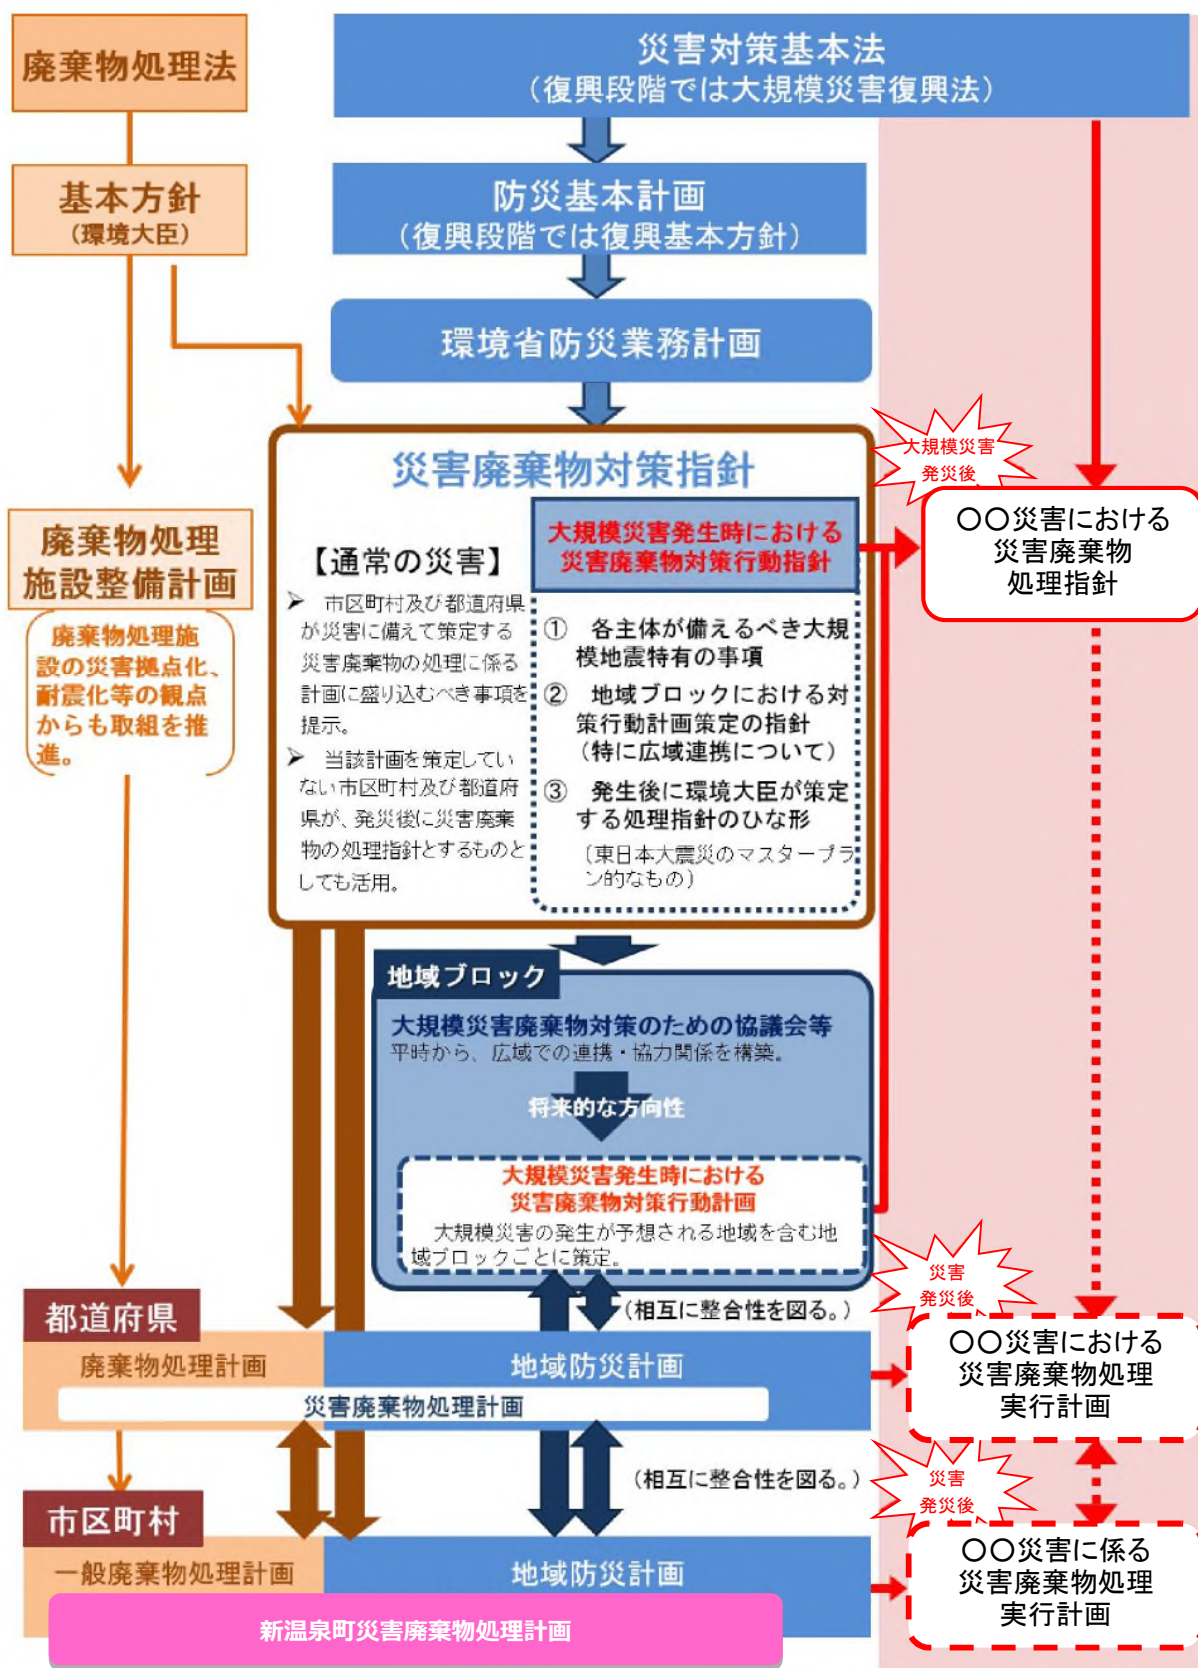 廃棄物処理法
災害対策基本法
（復興段階では大規模災害復興法）
基本方針
（環境大臣）
防災基本計画
（復興段階では復興基本方針）
環境省防災業務計画
災害廃棄物対策指針
【通常の災害】
➢ 市区町村及び都道府県
が災害に備えて策定する
災害廃棄物の処理に係る
計画に盛り込むべき事項を
提示。
➢ 当該計画を策定してい
ない市区町村及び都道府
県が、発災後に災害廃棄
物の処理指針とするものと
しても活用。
大規模災害発生時における
災害廃棄物対策行動指針
① 各主体が備えるべき大規
模地震特有の事項
② 地域ブロックにおける対
策行動計画策定の指針
（特に広域連携について）
③ 発生後に環境大臣が策定
する処理指針のひな形
（東日本大震災のマスタープラ
ン的なもの）
大規模災害
発災後
〇〇災害における
災害廃棄物
処理指針
廃棄物処理
施設整備計画
廃棄物処理施
設の災害拠点化、
耐震化等の観点
からも取組を推
進。
地域ブロック
大規模災害廃棄物対策のための協議会等
平時から、広域での連携・協力関係を構築。
将来的な方向性
大規模災害発生時における
災害廃棄物対策行動計画
大規模災害の発生が予想される地域を含む地
域ブロックごとに策定。
（相互に整合性を図る。）
災害
発災後
都道府県
廃棄物処理計画
地域防災計画
災害廃棄物処理計画
〇〇災害における
災害廃棄物処理
実行計画
（相互に整合性を図る。）
災害
発災後
市区町村
一般廃棄物処理計画
地域防災計画
新温泉町災害廃棄物処理計画
〇〇災害に係る
災害廃棄物処理
実行計画